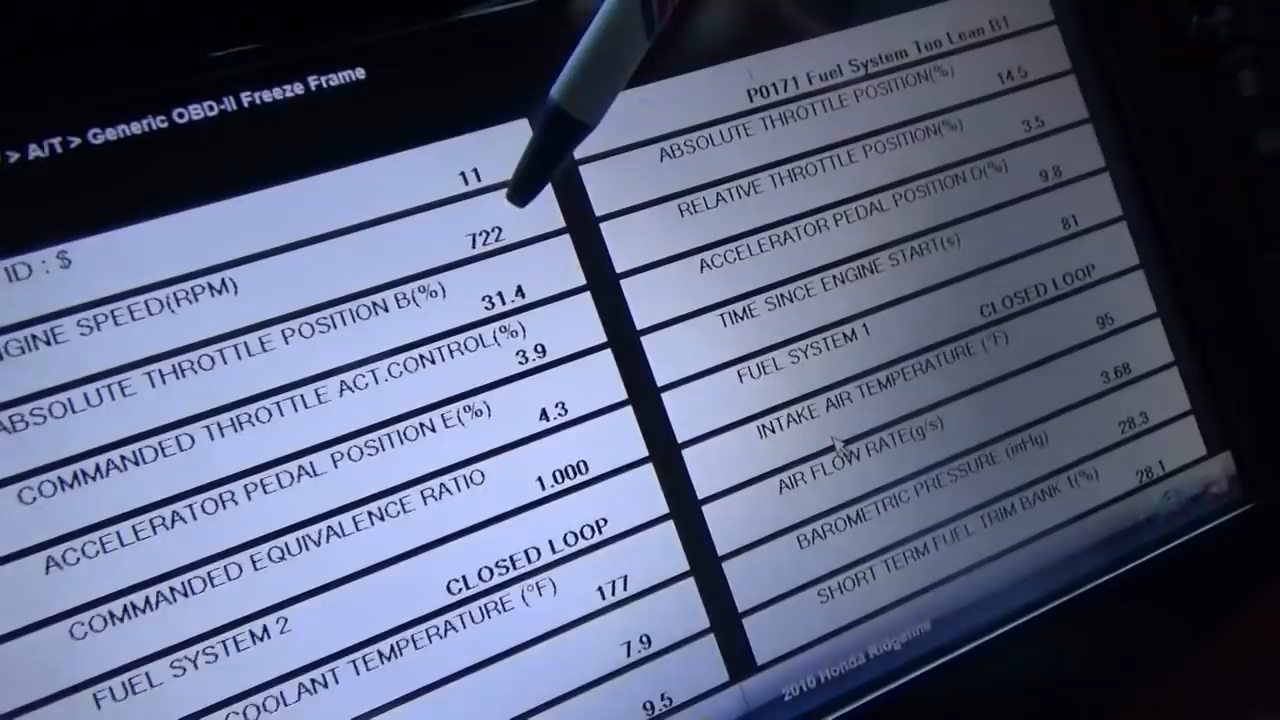 > A/T > Generic OBD-II Freeze Frame
ID : $ 11
ENGINE SPEED(RPM) 722
ABSOLUTE THROTTLE POSITION B(%) 31.4
COMMANDED THROTTLE ACT.CONTROL(%) 3.9
ACCELERATOR PEDAL POSITION E(%) 4.3
COMMANDED EQUIVALENCE RATIO 1.000
FUEL SYSTEM 2 CLOSED LOOP
COOLANT TEMPERATURE (°F) 177
7.9
9.5
P0171 Fuel System Too Lean B1
ABSOLUTE THROTTLE POSITION(%) 14.5
RELATIVE THROTTLE POSITION(%) 3.5
ACCELERATOR PEDAL POSITION D(%) 9.8
TIME SINCE ENGINE START(s) 81
FUEL SYSTEM 1 CLOSED LOOP
INTAKE AIR TEMPERATURE (°F) 95
AIR FLOW RATE(g/s) 3.68
BAROMETRIC PRESSURE (inHg) 28.3
SHORT TERM FUEL TRIM BANK 1(%) 28.1
2010 Honda Ridgeline